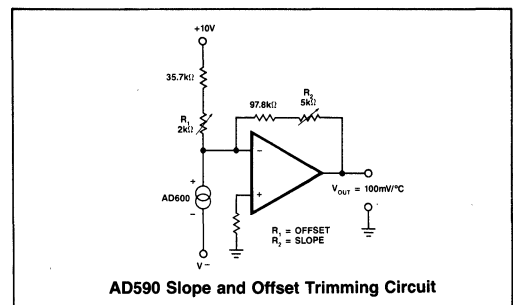 +10V
35.7kΩ
R₁
2kΩ
97.8kΩ
R₂
5kΩ
−
+
+
AD600
−
V−
V_OUT = 100mV/°C
R₁ = OFFSET
R₂ = SLOPE
AD590 Slope and Offset Trimming Circuit